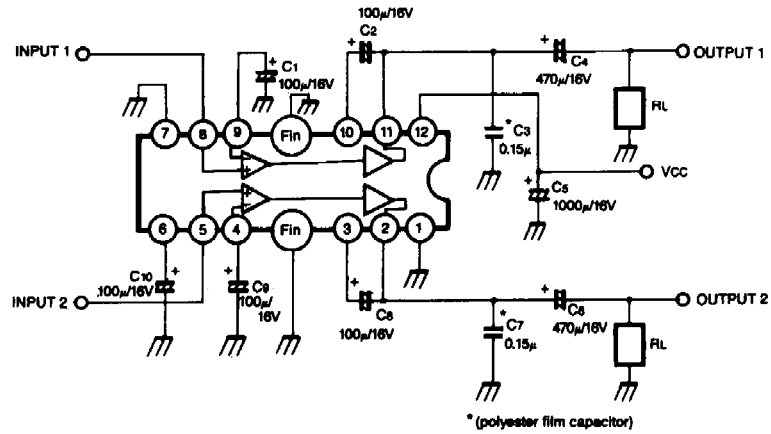 100μ/16V
C2
INPUT 1
C1
100μ/16V
C4
470μ/16V
OUTPUT 1
RL
* C3
0.15μ
7 8 9 Fin 10 11 12
VCC
C5
1000μ/16V
6 5 4 Fin 3 2 1
C10
100μ/16V
C9
100μ/
16V
INPUT 2
C8
100μ/16V
*
C7
0.15μ
C6
470μ/16V
OUTPUT 2
RL
* (polyester film capacitor)